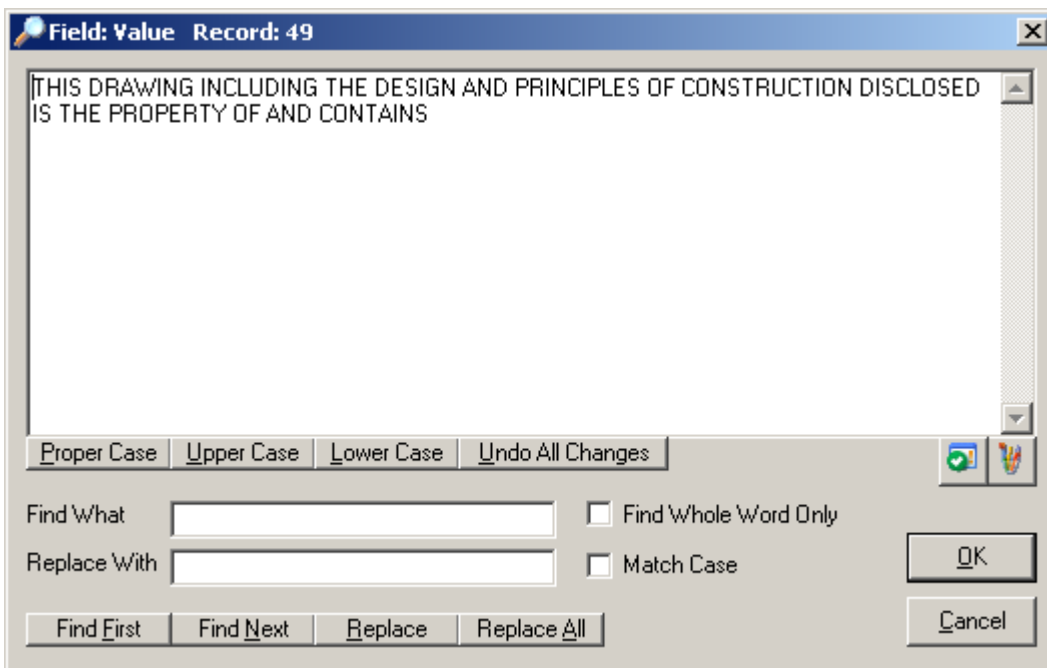 Field: Value Record: 49
THIS DRAWING INCLUDING THE DESIGN AND PRINCIPLES OF CONSTRUCTION DISCLOSED
IS THE PROPERTY OF AND CONTAINS
Proper Case Upper Case Lower Case Undo All Changes
Find What
Find Whole Word Only
Replace With
Match Case
OK
Find First Find Next Replace Replace All
Cancel